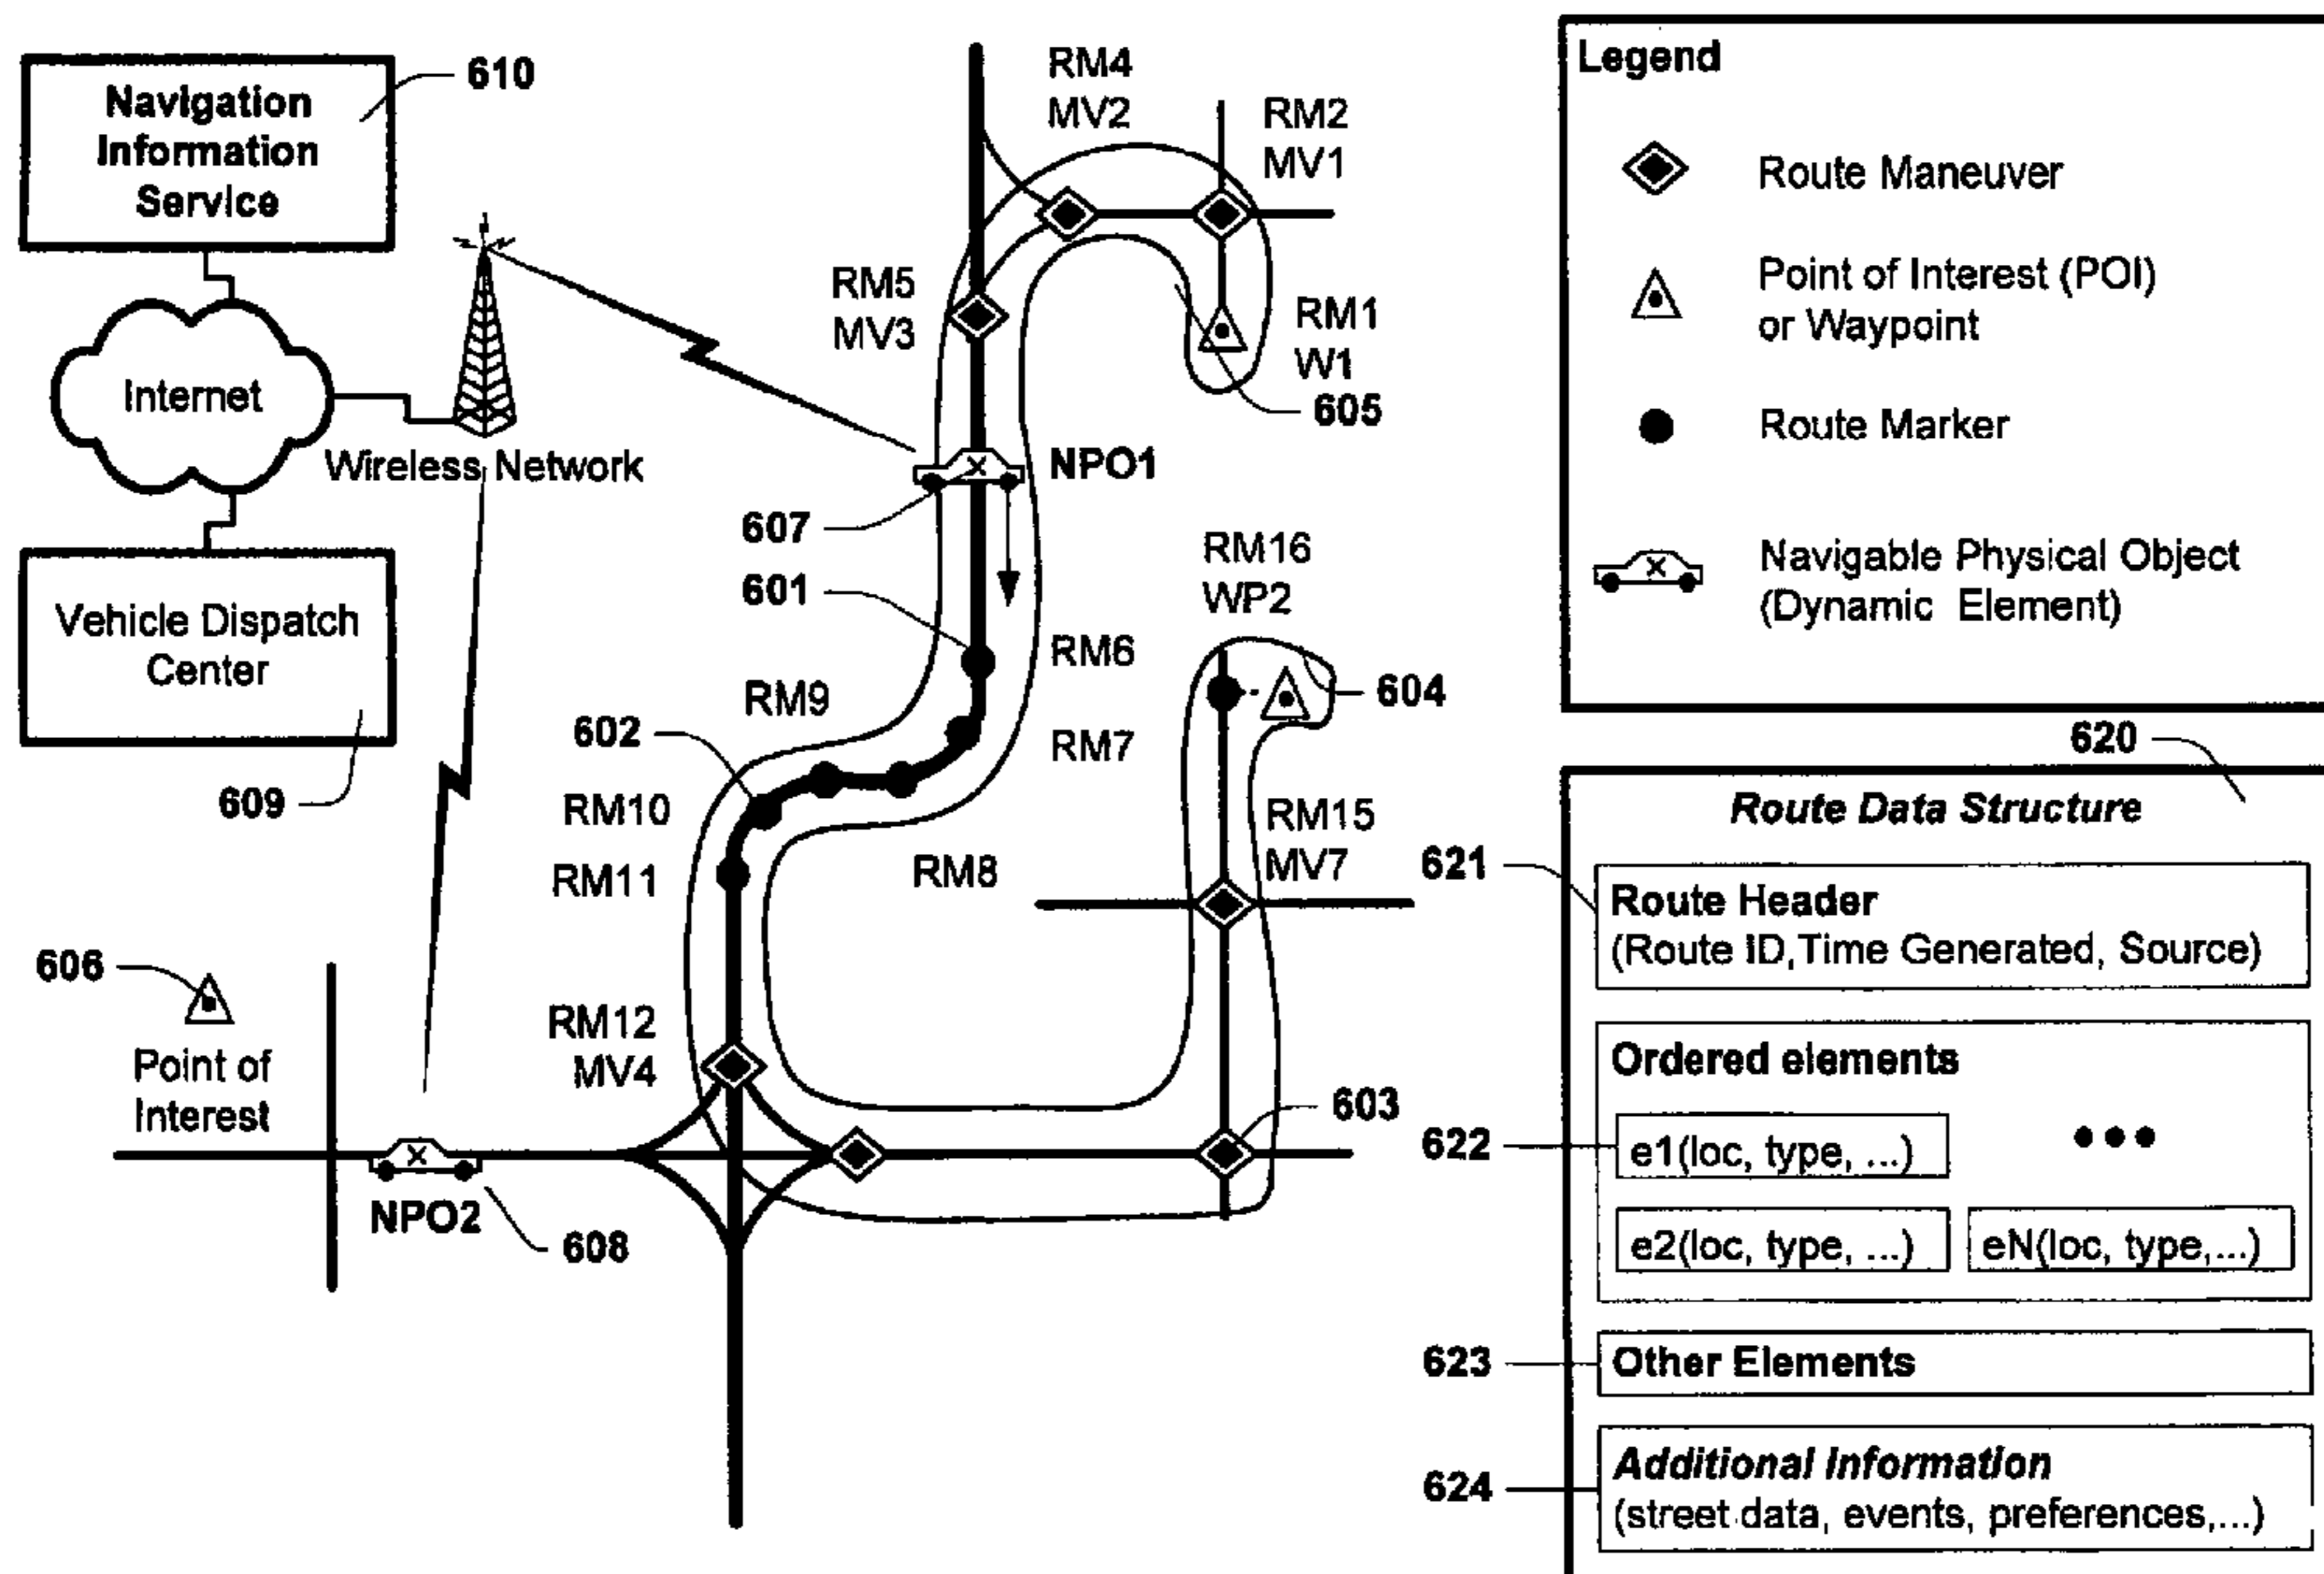 Navigation
Information
Service
610
Internet
Wireless Network
Vehicle Dispatch
Center
609
RM4
MV2
RM2
MV1
RM5
MV3
RM1
W1
605
NPO1
607
601
RM16
WP2
RM6
604
RM9
602
RM7
RM10
RM11
RM8
RM15
MV7
606
Point of
Interest
RM12
MV4
603
NPO2
608
Legend
Route Maneuver
Point of Interest (POI)
or Waypoint
Route Marker
Navigable Physical Object
(Dynamic Element)
620
Route Data Structure
621
Route Header
(Route ID, Time Generated, Source)
Ordered elements
622
e1(loc, type, ...)
•••
e2(loc, type, ...)
eN(loc, type,...)
623
Other Elements
624
Additional Information
(street data, events, preferences,...)